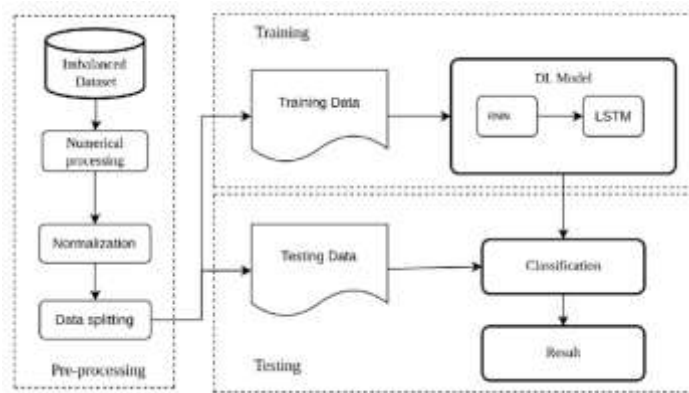 Imbalanced
Dataset
Numerical
processing
Normalization
Data splitting
Pre-processing
Training
Training Data
DL Model
RNN
LSTM
Testing Data
Classification
Result
Testing